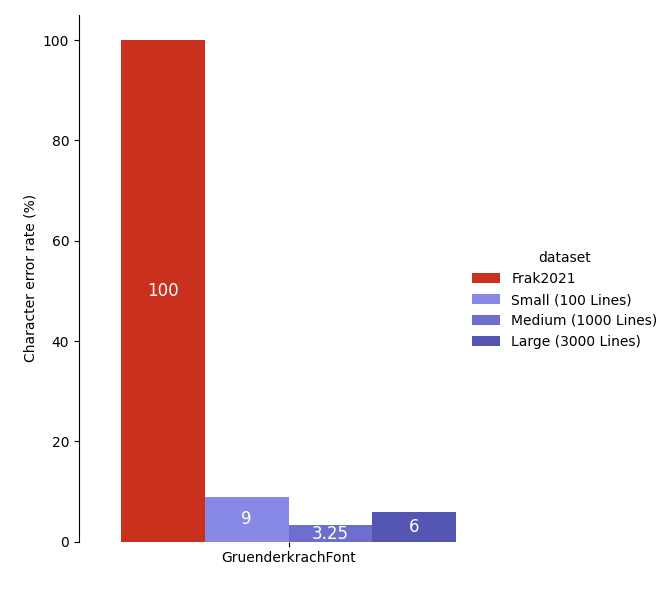 100
80
60
40
20
0
Character error rate (%)
100
9
3.25
6
GruenderkrachFont
dataset
Frak2021
Small (100 Lines)
Medium (1000 Lines)
Large (3000 Lines)